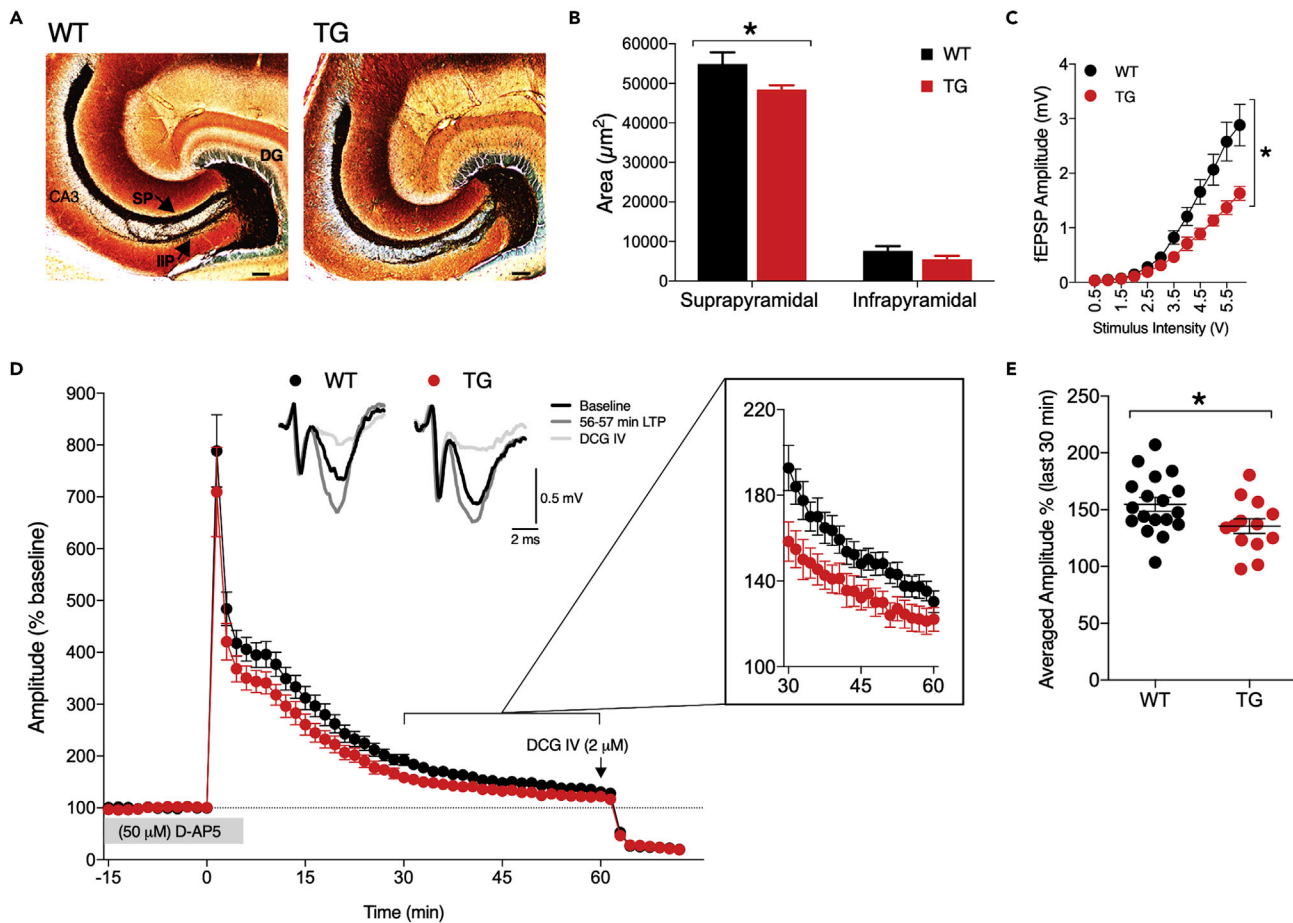 A
WT
TG
DG
CA3
SP
IIP
B
*
60000
50000
40000
30000
20000
10000
0
Area (µm²)
WT
TG
Suprapyramidal
Infrapyramidal
C
WT
TG
4
3
2
1
0
fEPSP Amplitude (mV)
*
0.5
1.5
2.5
3.5
4.5
5.5
Stimulus Intensity (V)
D
WT
TG
Baseline
56-57 min LTP
DCG IV
0.5 mV
2 ms
900
800
700
600
500
400
300
200
100
0
Amplitude (% baseline)
(50 µM) D-AP5
DCG IV (2 µM)
-15
0
15
30
45
60
Time (min)
220
180
140
100
30
45
60
E
*
250
200
150
100
50
0
Averaged Amplitude % (last 30 min)
WT
TG